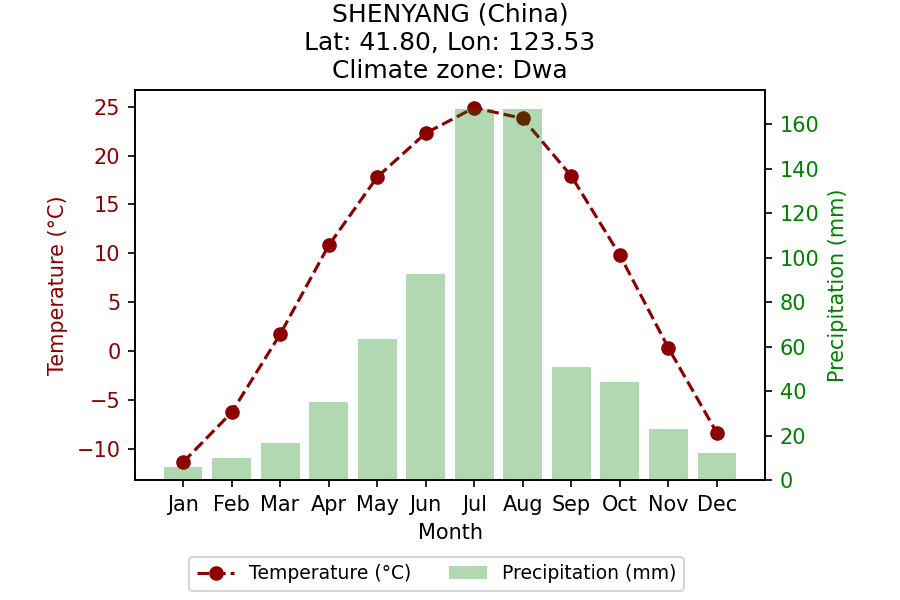 SHENYANG (China)
Lat: 41.80, Lon: 123.53
Climate zone: Dwa
Temperature (°C)
25
20
15
10
5
0
−5
−10
160
140
120
100
80
60
40
20
0
Precipitation (mm)
Jan Feb Mar Apr May Jun Jul Aug Sep Oct Nov Dec
Month
Temperature (°C) Precipitation (mm)